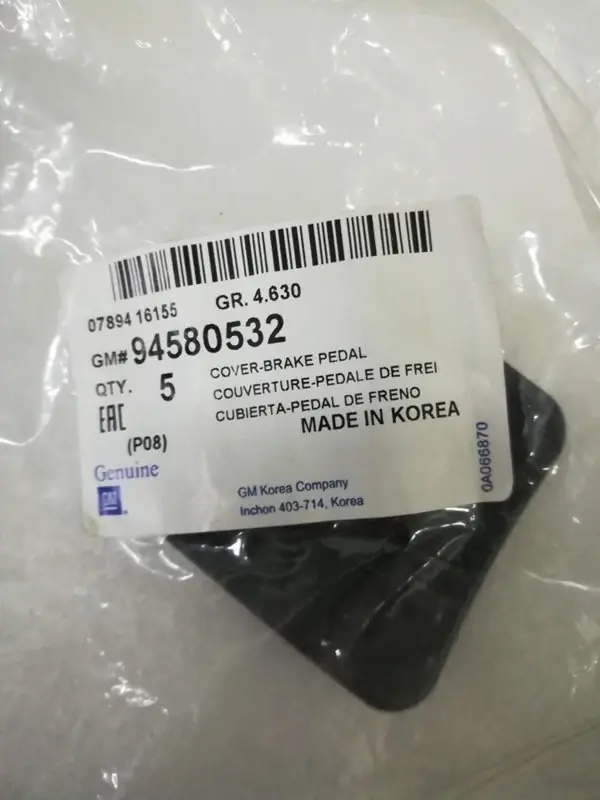 07894 16155 GR. 4.630
GM# 94580532
QTY. 5 COVER-BRAKE PEDAL
COUVERTURE-PEDALE DE FREI
EAC CUBIERTA-PEDAL DE FRENO
(P08) MADE IN KOREA
Genuine
GM
GM Korea Company
Inchon 403-714, Korea
0A066870